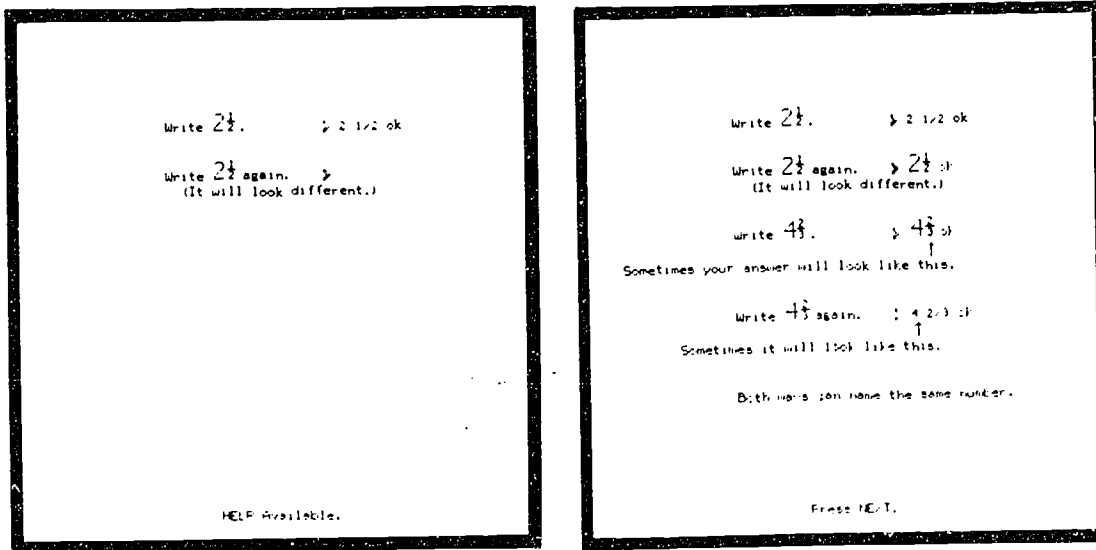 Write 2½. > 2 1/2 ok
Write 2½ again. >
(It will look different.)
HELP Available.
Write 2½. > 2 1/2 ok
Write 2½ again. > 2½ ok
(It will look different.)
Write 4⅔. > 4⅔ ok
↑
Sometimes your answer will look like this.
Write 4⅔ again. > 4 2/3 ok
↑
Sometimes it will look like this.
Both ways can name the same number.
Press NEXT.